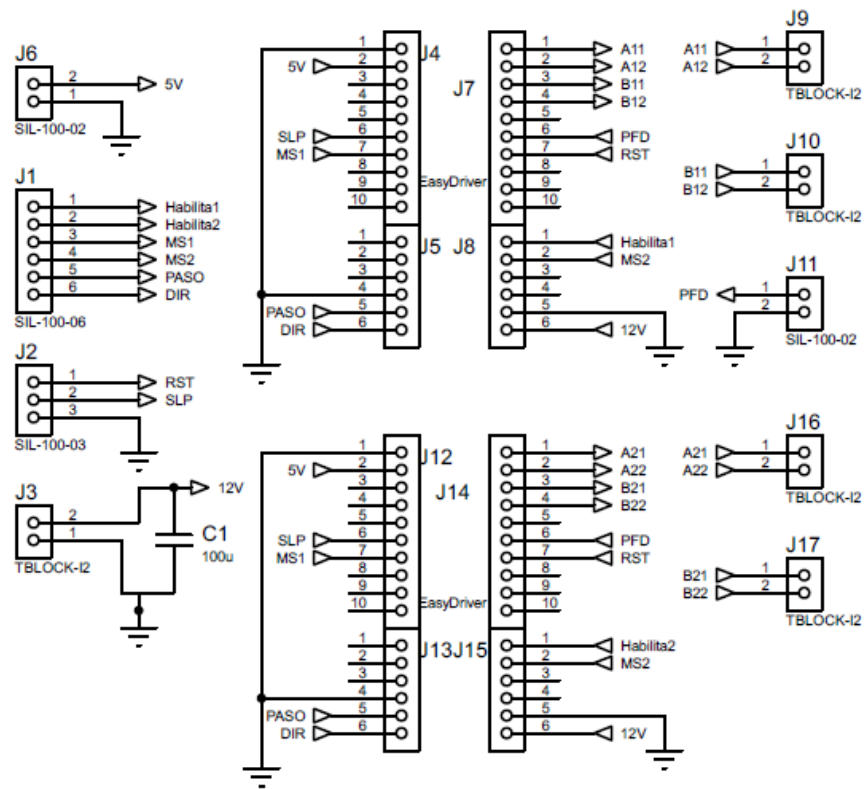 J6
2
5V
1
SIL-100-02
J1
1
Habilita1
2
Habilita2
3
MS1
4
MS2
5
PASO
6
DIR
SIL-100-06
J2
1
RST
2
SLP
3
SIL-100-03
J3
12V
2
1
C1
100u
TBLOCK-I2
J4
1
5V
2
3
4
5
SLP
6
MS1
7
8
9
10
EasyDriver
J5
1
2
3
4
PASO
5
DIR
6
J7
1
A11
2
A12
3
B11
4
B12
5
6
PFD
7
RST
8
9
10
J8
1
Habilita1
2
MS2
3
4
5
6
12V
J9
A11
1
A12
2
TBLOCK-I2
J10
B11
1
B12
2
TBLOCK-I2
J11
PFD
1
2
SIL-100-02
J12
1
5V
2
3
4
5
SLP
6
MS1
7
8
9
10
EasyDriver
J13
1
2
3
4
PASO
5
DIR
6
J14
1
A21
2
A22
3
B21
4
B22
5
6
PFD
7
RST
8
9
10
J15
1
Habilita2
2
MS2
3
4
5
6
12V
J16
A21
1
A22
2
TBLOCK-I2
J17
B21
1
B22
2
TBLOCK-I2